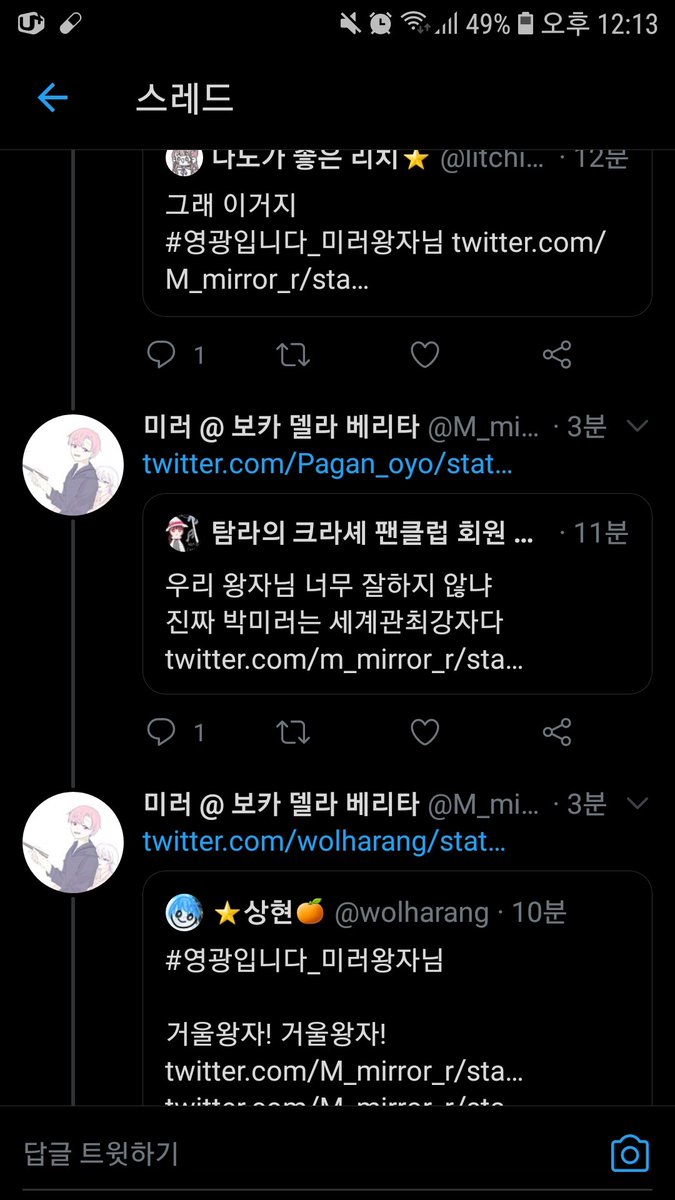 49% 오후 12:13
스레드
나노가 좋은 리치⭐ @litchi... · 12분
그래 이거지
#영광입니다_미러왕자님 twitter.com/
M_mirror_r/sta...
1
미러 @ 보카 델라 베리타 @M_mi... · 3분
twitter.com/Pagan_oyo/stat...
탐라의 크라셰 팬클럽 회원 ... · 11분
우리 왕자님 너무 잘하지 않냐
진짜 박미러는 세계관최강자다
twitter.com/m_mirror_r/sta...
1
미러 @ 보카 델라 베리타 @M_mi... · 3분
twitter.com/wolharang/stat...
⭐상현🍊 @wolharang · 10분
#영광입니다_미러왕자님
거울왕자! 거울왕자!
twitter.com/M_mirror_r/sta...
twitter.com/M_mirror_r/sta...
답글 트윗하기